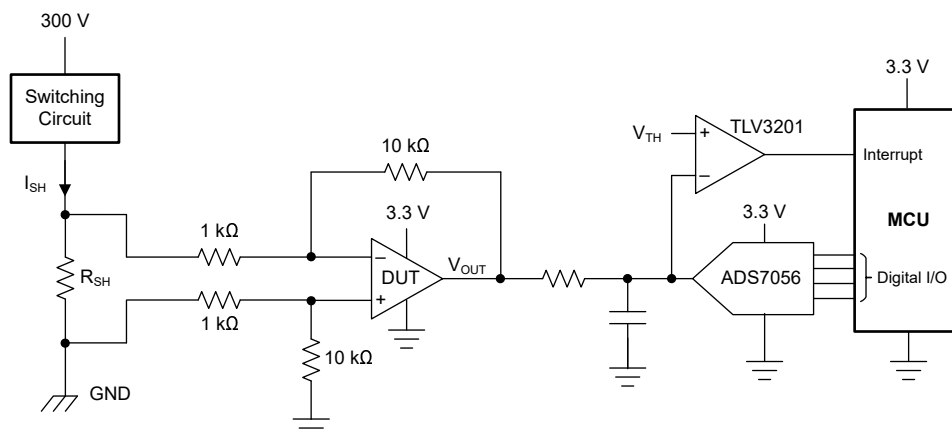 300 V
Switching
Circuit
I_SH
R_SH
GND
1 kΩ
1 kΩ
10 kΩ
10 kΩ
3.3 V
−
DUT
+
V_OUT
V_TH
+
−
TLV3201
3.3 V
ADS7056
3.3 V
Interrupt
MCU
Digital I/O